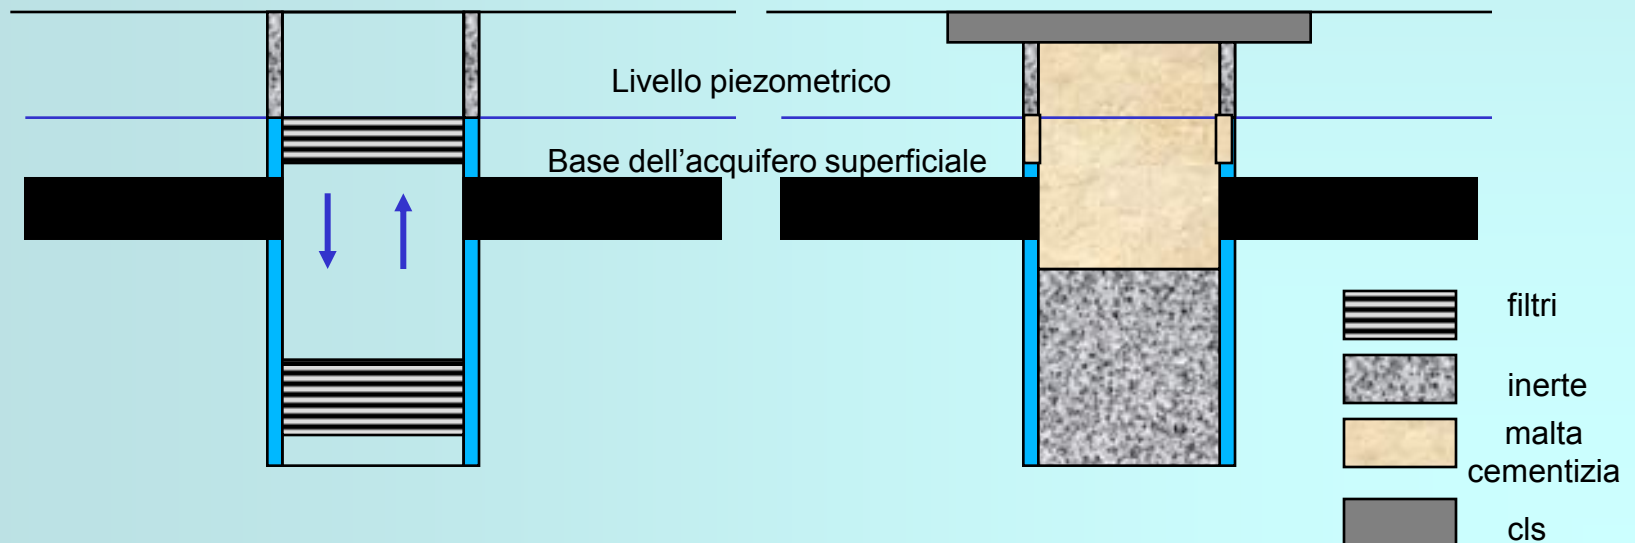 Livello piezometrico
Base dell'acquifero superficiale
filtri
inerte
malta
cementizia
cls